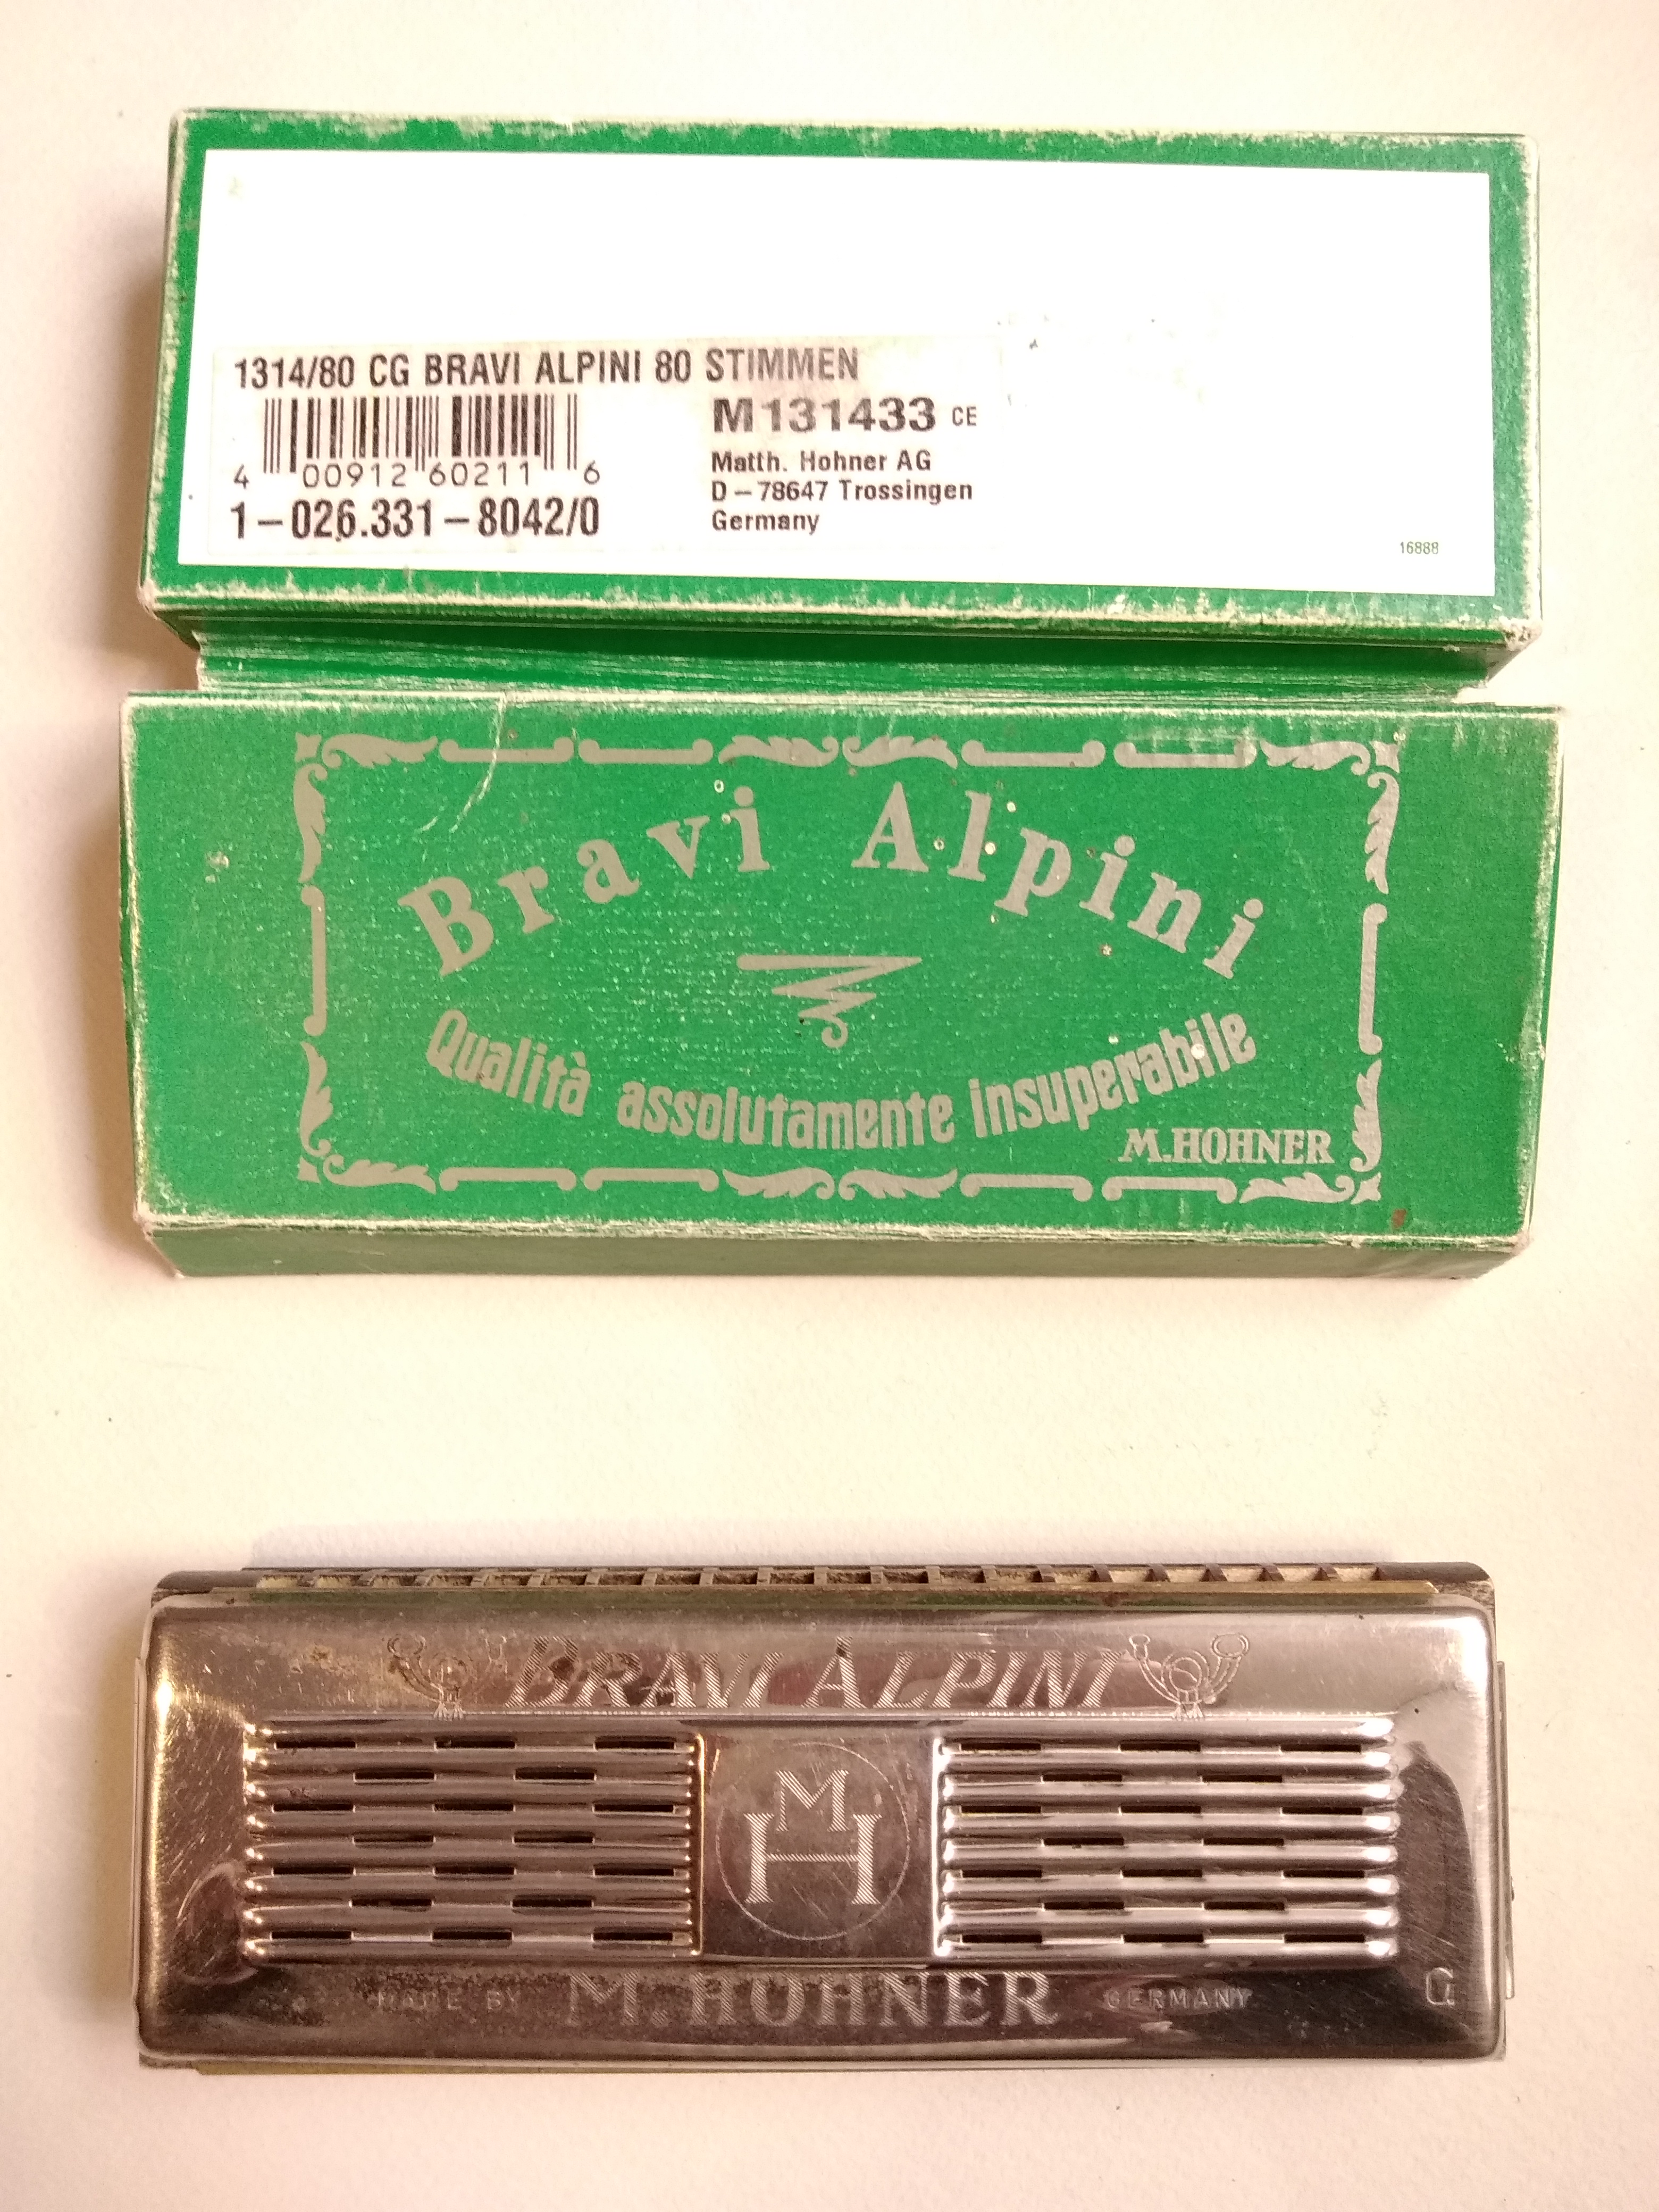 1314/80 CG BRAVI ALPINI 80 STIMMEN
M131433 CE
4 00912 60211 6
Matth. Hohner AG
D-78647 Trossingen
1-026.331-8042/0
Germany
16888
Bravi Alpini
Qualità assolutamente insuperabile
M.HOHNER
BRAVI ALPINI
MH
MADE BY M.HOHNER GERMANY
G